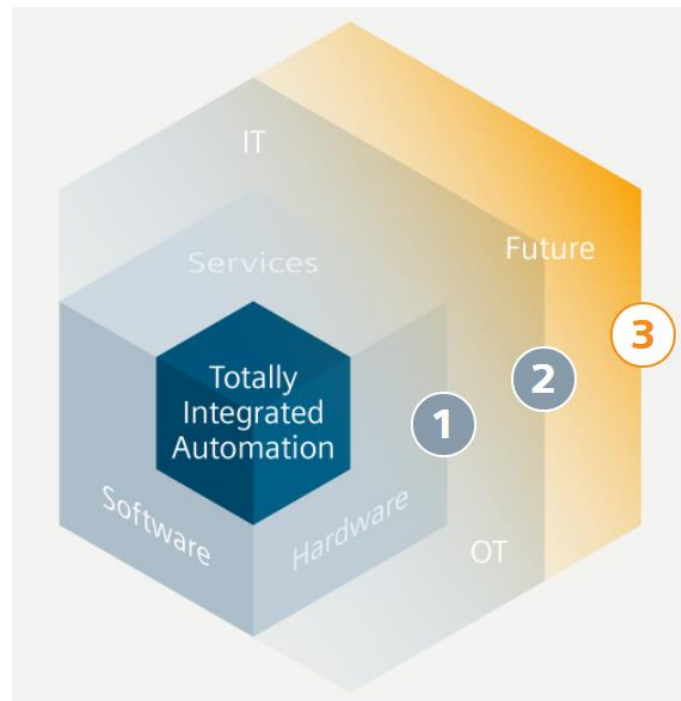 IT
Services
Future
3
2
Totally
Integrated
Automation
1
Software
Hardware
OT